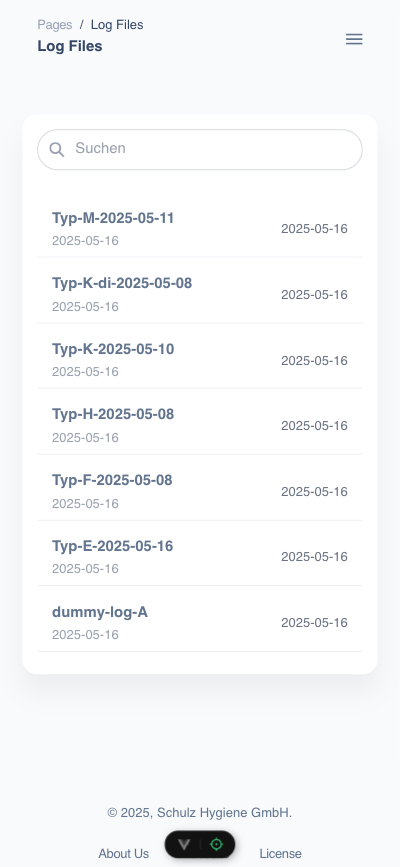 Pages / Log Files
Log Files
Suchen
Typ-M-2025-05-11
2025-05-16
2025-05-16
Typ-K-di-2025-05-08
2025-05-16
2025-05-16
Typ-K-2025-05-10
2025-05-16
2025-05-16
Typ-H-2025-05-08
2025-05-16
2025-05-16
Typ-F-2025-05-08
2025-05-16
2025-05-16
Typ-E-2025-05-16
2025-05-16
2025-05-16
dummy-log-A
2025-05-16
2025-05-16
© 2025, Schulz Hygiene GmbH.
About Us License